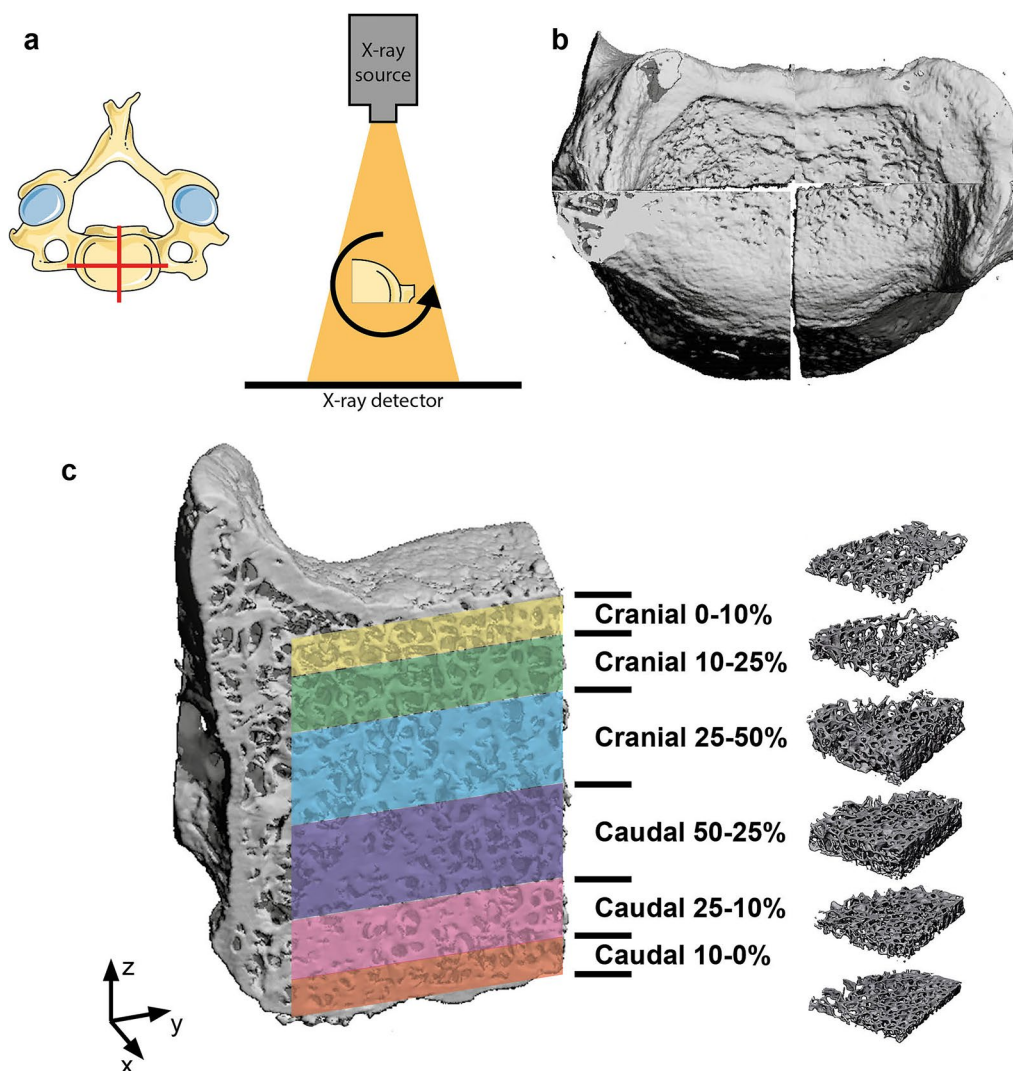 a
X-ray
source
X-ray detector
b
c
Cranial 0-10%
Cranial 10-25%
Cranial 25-50%
Caudal 50-25%
Caudal 25-10%
Caudal 10-0%
z
y
x